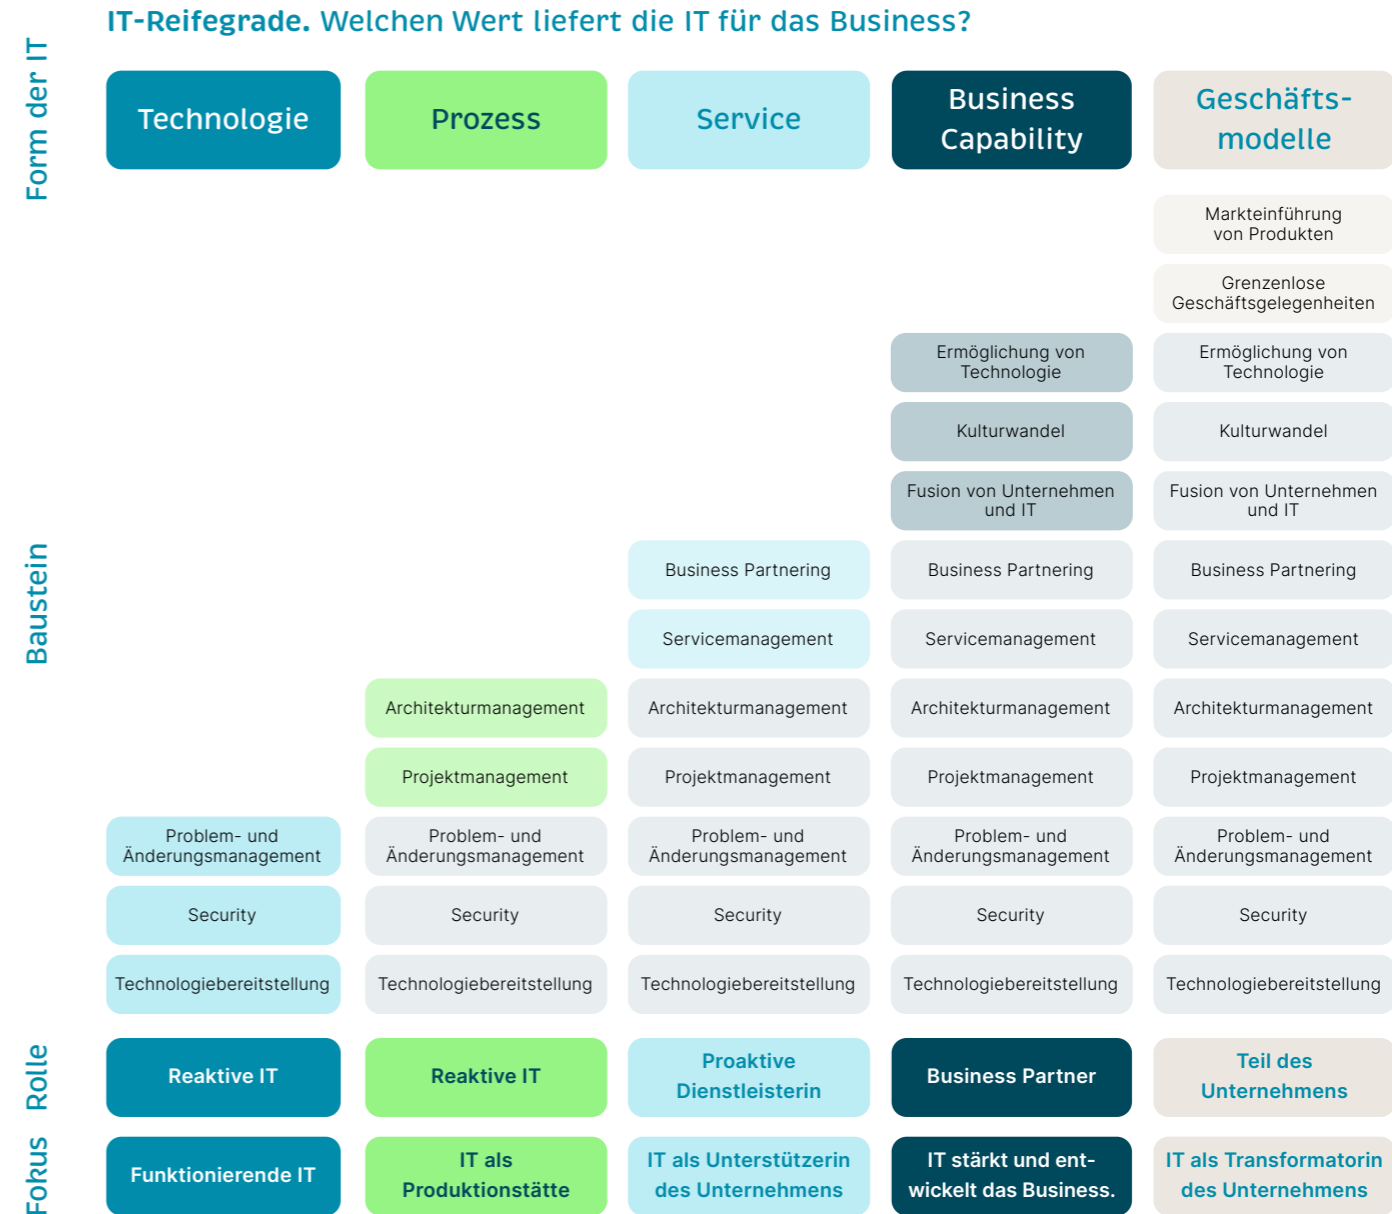 IT-Reifegrade. Welchen Wert liefert die IT für das Business?
Form der IT
Technologie
Prozess
Service
Business
Capability
Geschäfts-
modelle
Baustein
Markteinführung
von Produkten
Grenzenlose
Geschäftsgelegenheiten
Ermöglichung von
Technologie
Ermöglichung von
Technologie
Kulturwandel
Kulturwandel
Fusion von Unternehmen
und IT
Fusion von Unternehmen
und IT
Business Partnering
Business Partnering
Business Partnering
Servicemanagement
Servicemanagement
Servicemanagement
Architekturmanagement
Architekturmanagement
Architekturmanagement
Architekturmanagement
Projektmanagement
Projektmanagement
Projektmanagement
Projektmanagement
Problem- und
Änderungsmanagement
Problem- und
Änderungsmanagement
Problem- und
Änderungsmanagement
Problem- und
Änderungsmanagement
Problem- und
Änderungsmanagement
Security
Security
Security
Security
Security
Technologiebereitstellung
Technologiebereitstellung
Technologiebereitstellung
Technologiebereitstellung
Technologiebereitstellung
Rolle
Reaktive IT
Reaktive IT
Proaktive
Dienstleisterin
Business Partner
Teil des
Unternehmens
Fokus
Funktionierende IT
IT als
Produktionstätte
IT als Unterstützerin
des Unternehmens
IT stärkt und ent-
wickelt das Business.
IT als Transformatorin
des Unternehmens